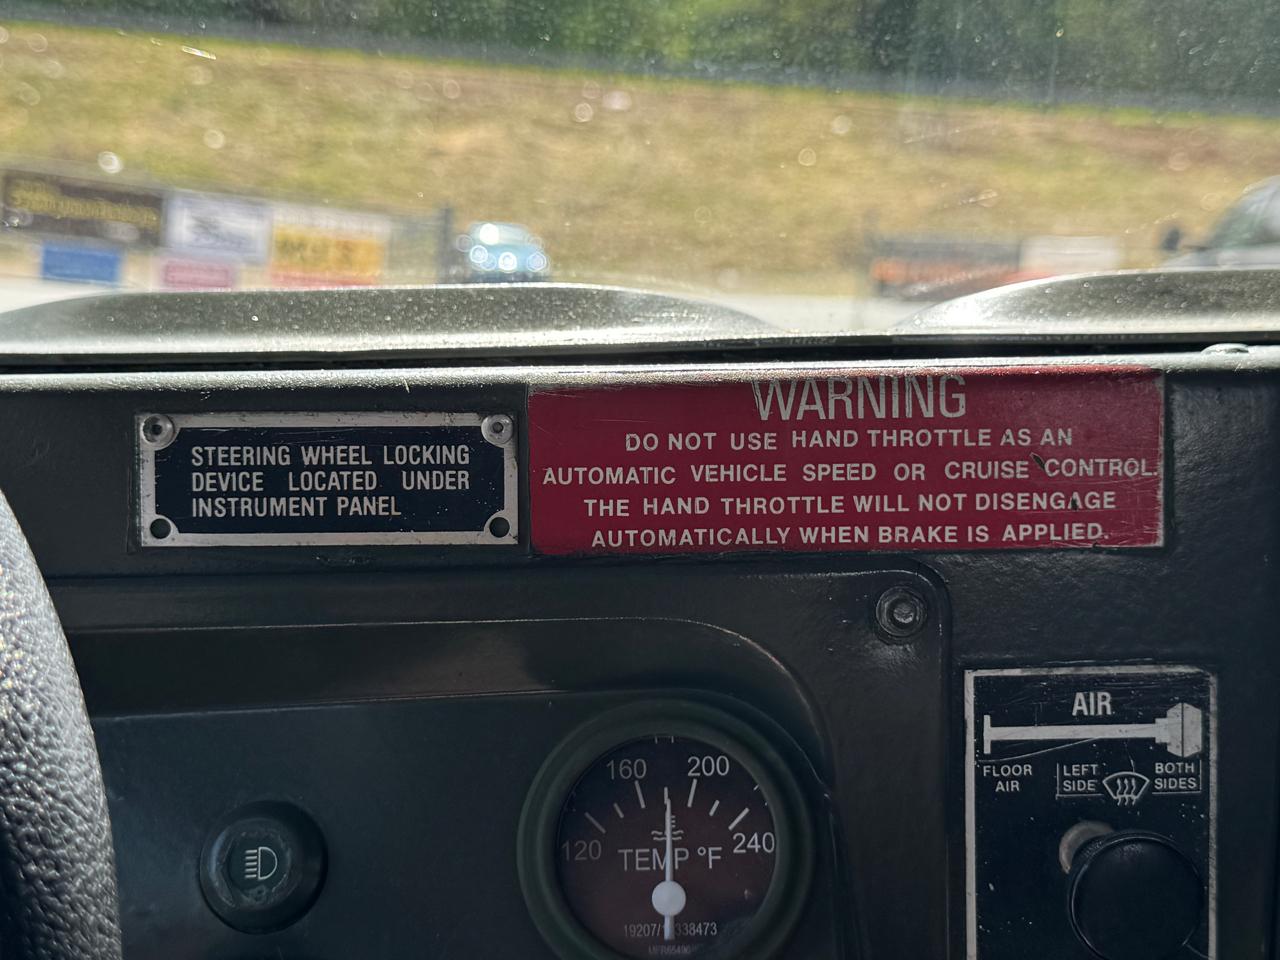 STEERING WHEEL LOCKING
DEVICE LOCATED UNDER
INSTRUMENT PANEL
WARNING
DO NOT USE HAND THROTTLE AS AN
AUTOMATIC VEHICLE SPEED OR CRUISE CONTROL.
THE HAND THROTTLE WILL NOT DISENGAGE
AUTOMATICALLY WHEN BRAKE IS APPLIED.
AIR
FLOOR AIR
LEFT SIDE
BOTH SIDES
160 200
120 240
TEMP °F